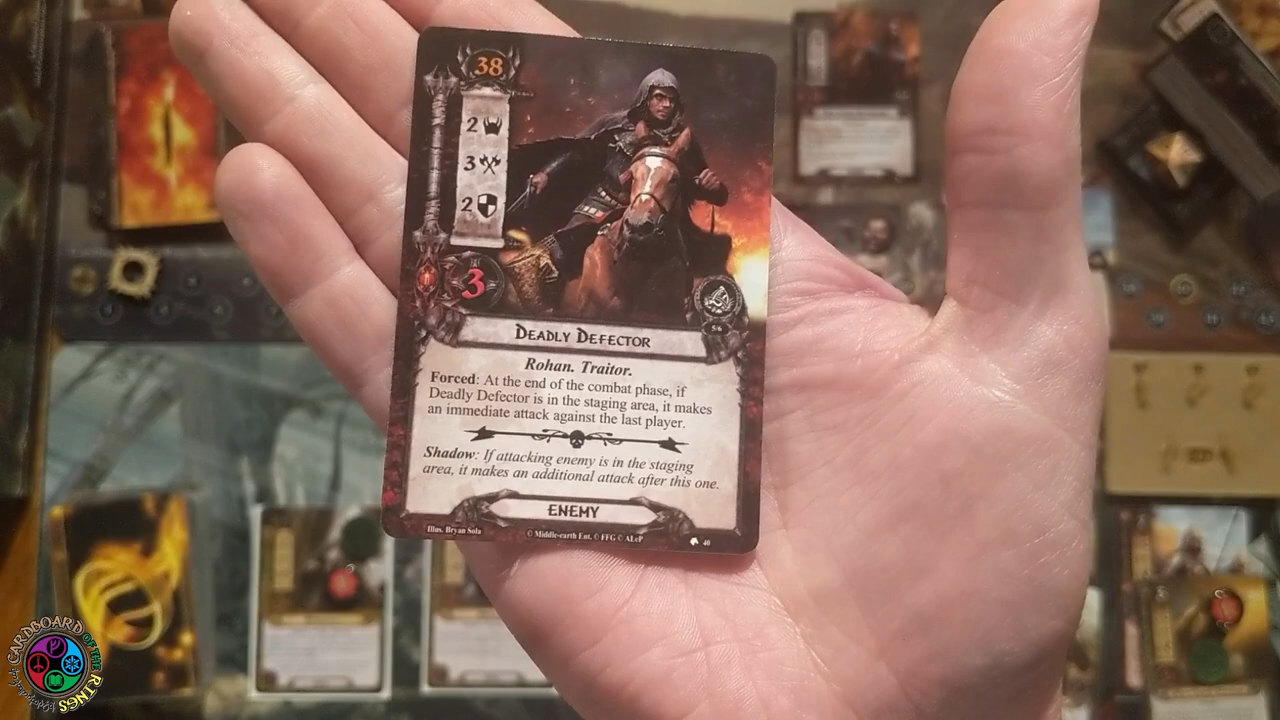 38
2
3
2
3
5/6
DEADLY DEFECTOR
Rohan. Traitor.
Forced: At the end of the combat phase, if
Deadly Defector is in the staging area, it makes
an immediate attack against the last player.
Shadow: If attacking enemy is in the staging
area, it makes an additional attack after this one.
ENEMY
Illus. Bryan Sola
© Middle-earth Ent. © FFG © ALeP
40
CARDBOARD OF THE RINGS